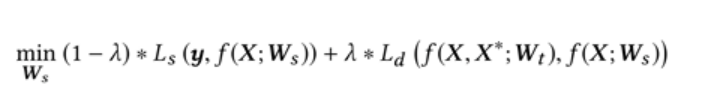 min (1 − λ) * L_s (y, f(X; W_s)) + λ * L_d (f(X, X*; W_t), f(X; W_s))
W_s